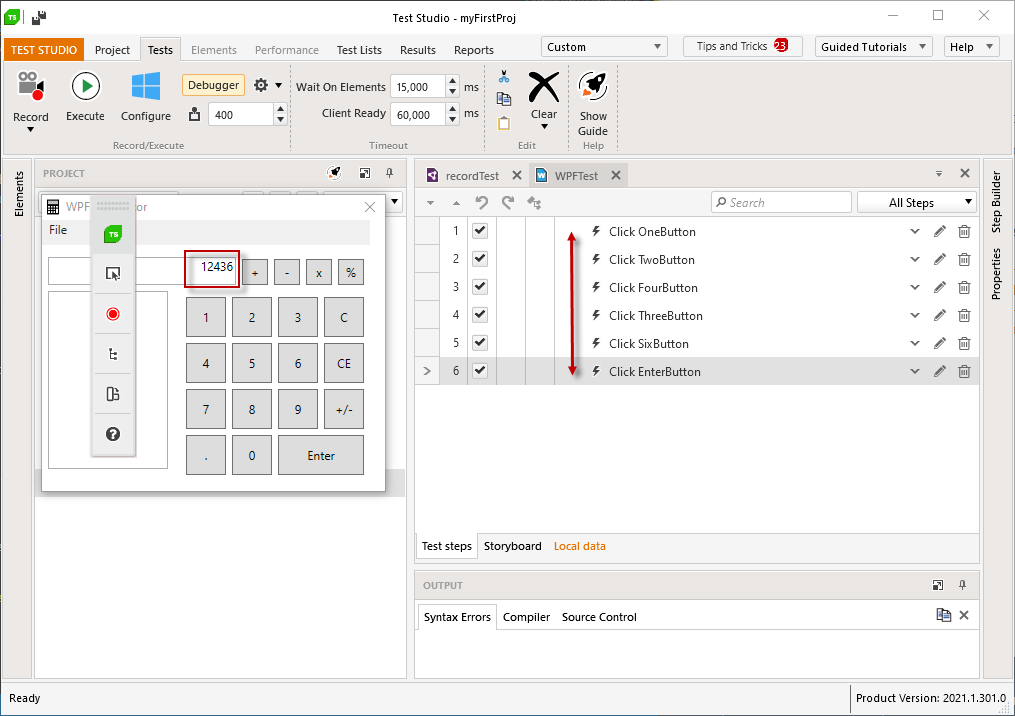 TS
Test Studio - myFirstProj
TEST STUDIO Project Tests Elements Performance Test Lists Results Reports Custom Tips and Tricks 23 Guided Tutorials Help
Record Execute Configure Debugger 400
Wait On Elements 15,000 ms
Client Ready 60,000 ms
Clear Show Guide
Record/Execute Timeout Edit Help
Elements
PROJECT
WPF or
File
TS
12436
+ - x %
1 2 3 C
4 5 6 CE
7 8 9 +/-
. 0 Enter
recordTest WPFTest
Search All Steps
1 Click OneButton
2 Click TwoButton
3 Click FourButton
4 Click ThreeButton
5 Click SixButton
6 Click EnterButton
Test steps Storyboard Local data
OUTPUT
Syntax Errors Compiler Source Control
Step Builder
Properties
Ready
Product Version: 2021.1.301.0